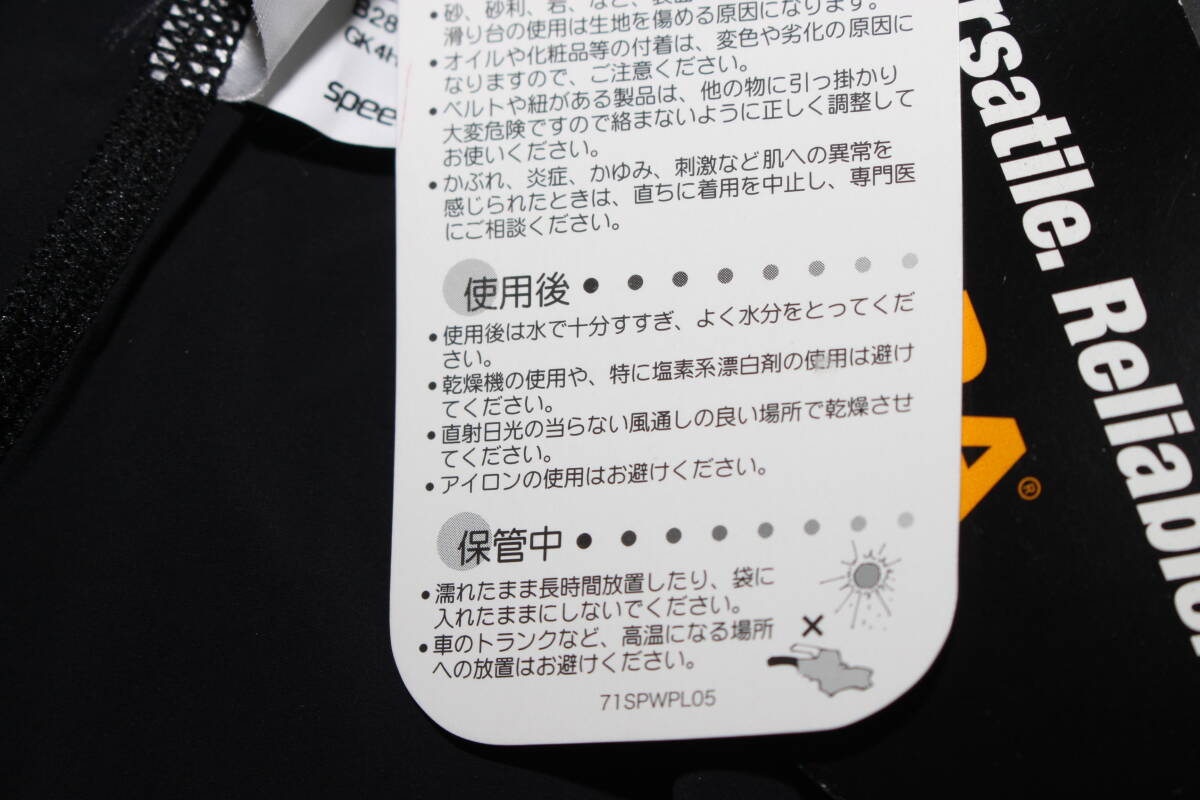 B28
GK4H
spee
•砂、砂利、岩、など、表面
滑り台の使用は生地を傷める原因になります。
•オイルや化粧品等の付着は、変色や劣化の原因に
なりますので、ご注意ください。
•ベルトや紐がある製品は、他の物に引っ掛かり
大変危険ですので絡まないように正しく調整して
お使いください。
•かぶれ、炎症、かゆみ、刺激など肌への異常を
感じられたときは、直ちに着用を中止し、専門医
にご相談ください。
使用後
•使用後は水で十分すすぎ、よく水分をとってくだ
さい。
•乾燥機の使用や、特に塩素系漂白剤の使用は避け
てください。
•直射日光の当らない風通しの良い場所で乾燥させ
てください。
•アイロンの使用はお避けください。
保管中
•濡れたまま長時間放置したり、袋に
入れたままにしないでください。
•車のトランクなど、高温になる場所
への放置はお避けください。
×
71SPWPL05
rsatile. Reliable.
A®